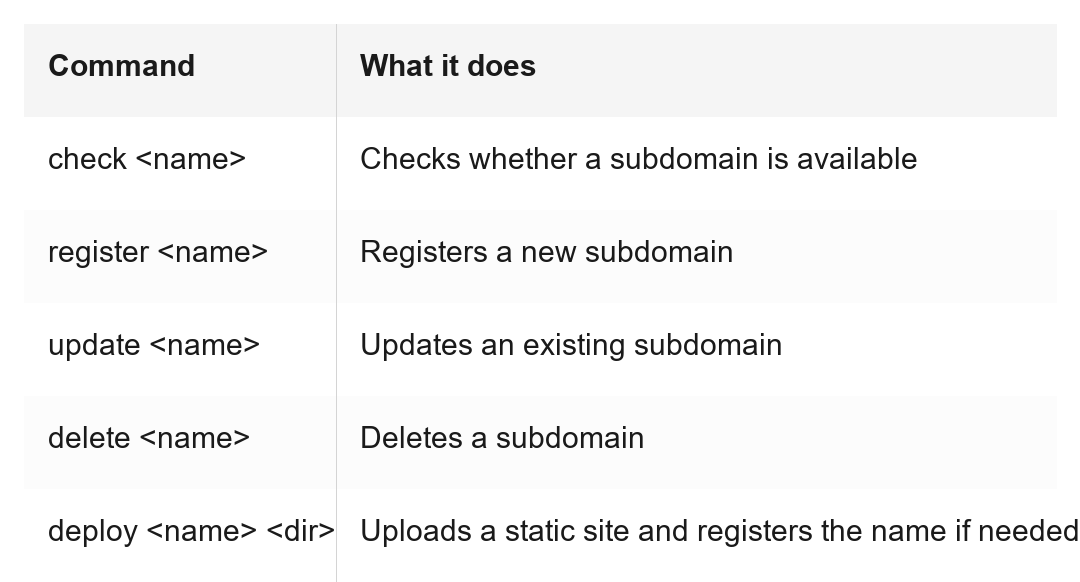 Command What it does
check <name> Checks whether a subdomain is available
register <name> Registers a new subdomain
update <name> Updates an existing subdomain
delete <name> Deletes a subdomain
deploy <name> <dir> Uploads a static site and registers the name if needed